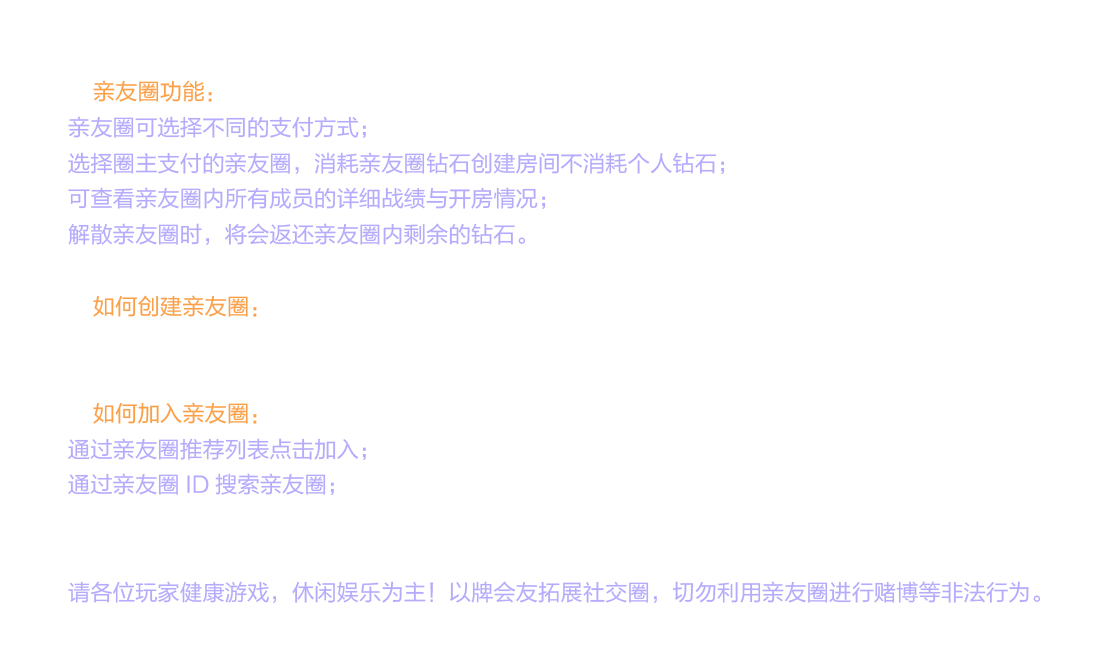 亲友圈功能：
亲友圈可选择不同的支付方式；
选择圈主支付的亲友圈，消耗亲友圈钻石创建房间不消耗个人钻石；
可查看亲友圈内所有成员的详细战绩与开房情况；
解散亲友圈时，将会返还亲友圈内剩余的钻石。
如何创建亲友圈：
如何加入亲友圈：
通过亲友圈推荐列表点击加入；
通过亲友圈 ID 搜索亲友圈；
请各位玩家健康游戏，休闲娱乐为主！以牌会友拓展社交圈，切勿利用亲友圈进行赌博等非法行为。